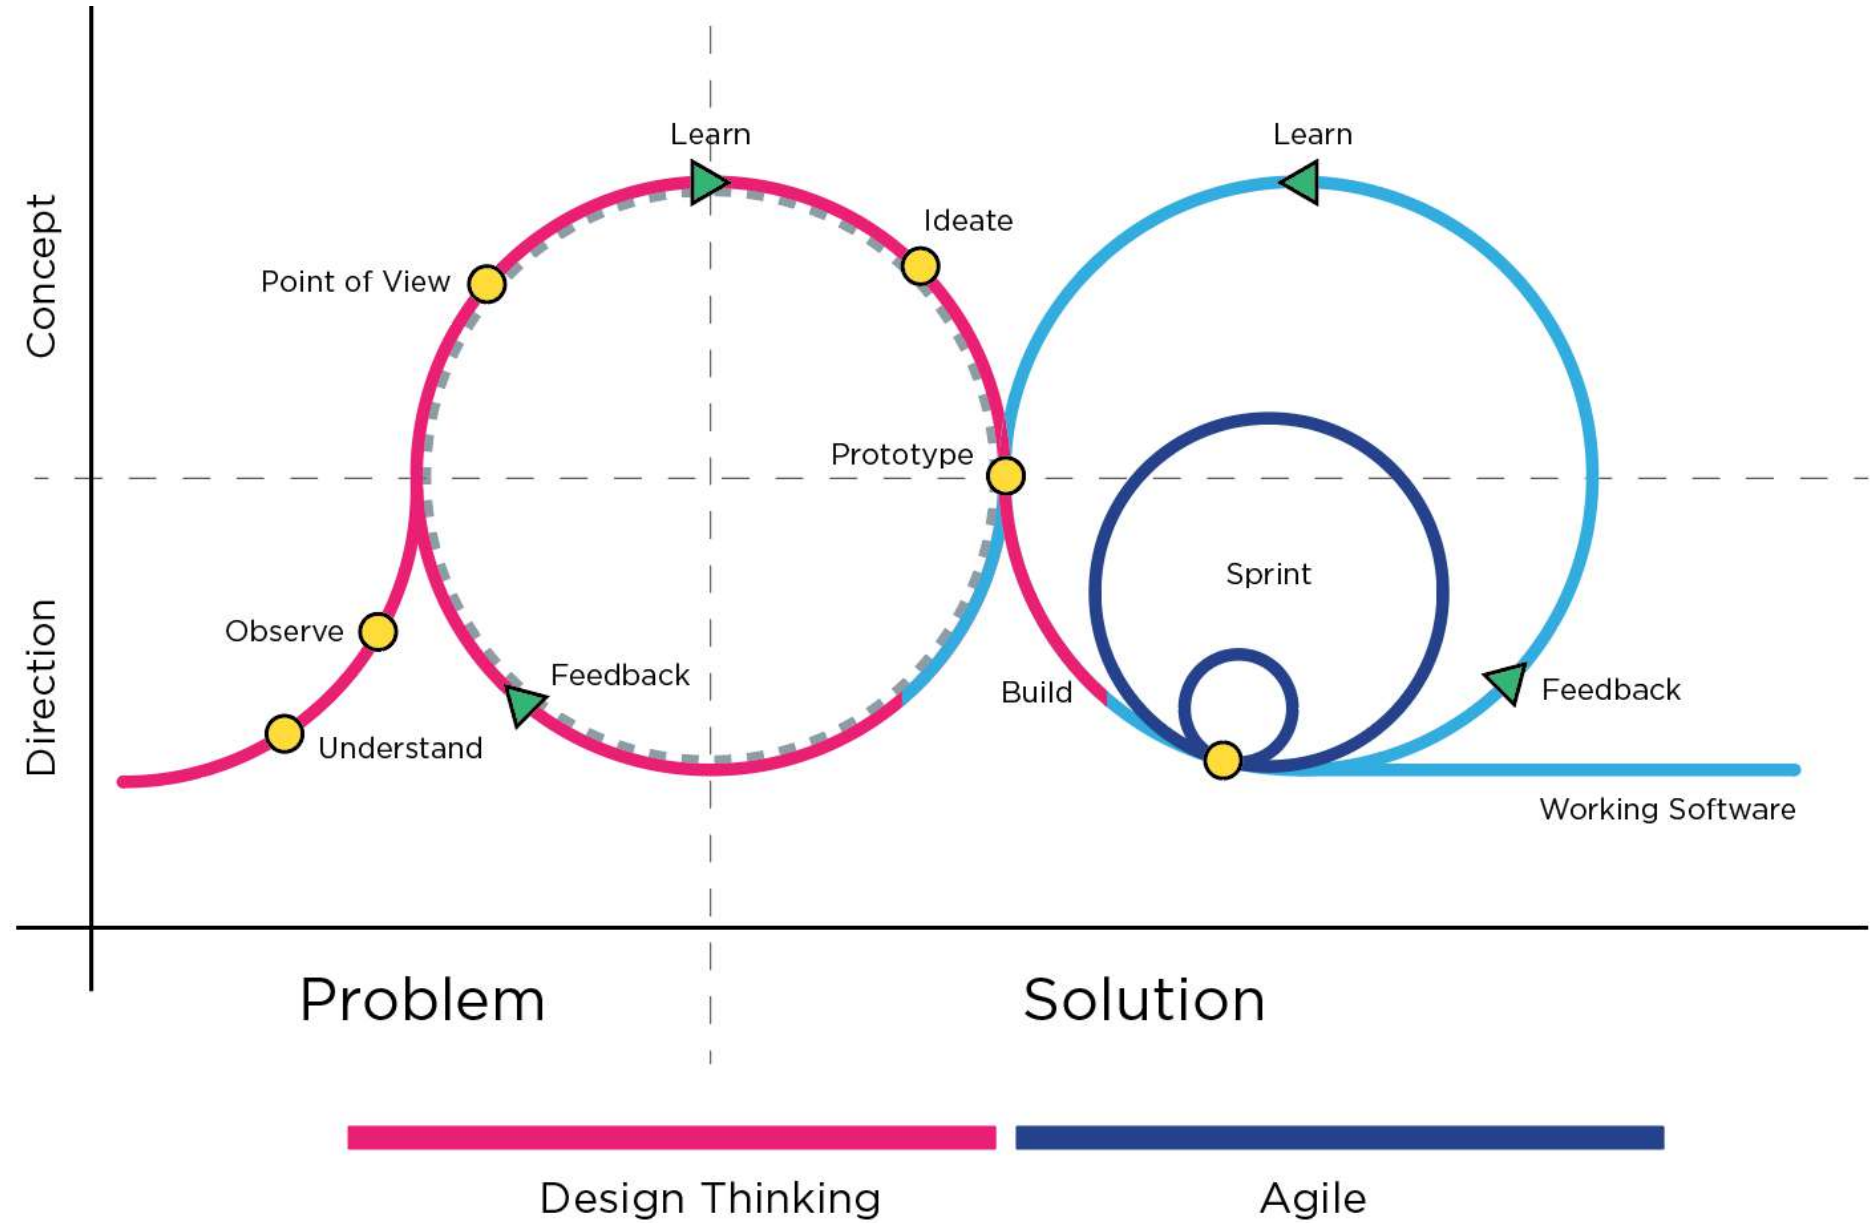 Learn
Learn
Ideate
Point of View
Concept
Prototype
Sprint
Observe
Feedback
Build
Feedback
Direction
Understand
Working Software
Problem
Solution
Design Thinking
Agile